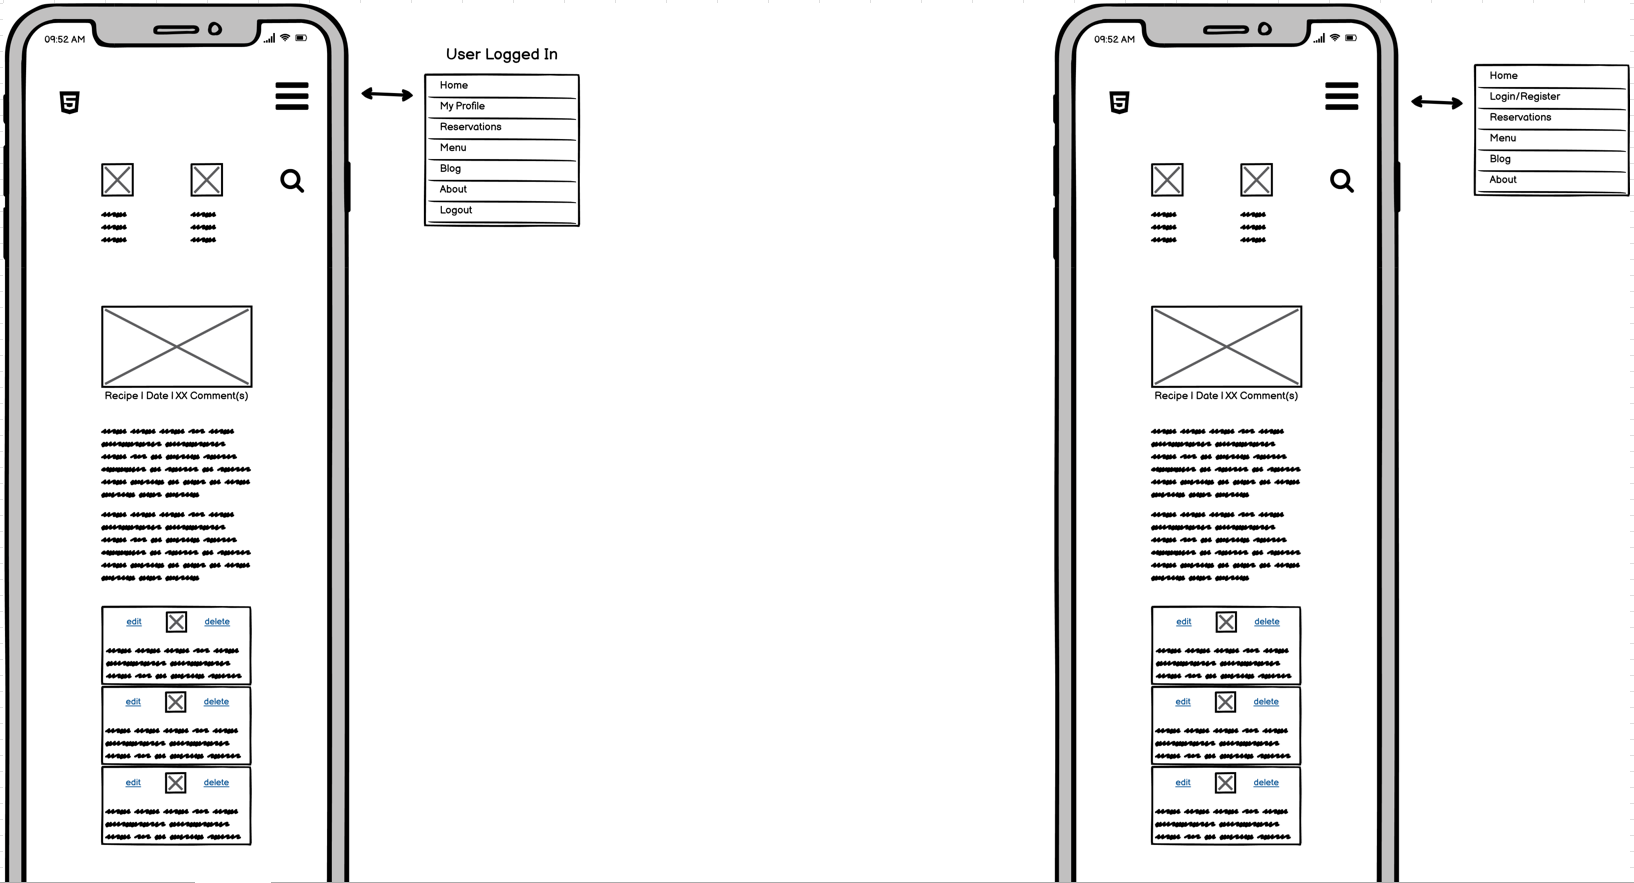 09:52 AM
User Logged In
Home
My Profile
Reservations
Menu
Blog
About
Logout
Recipe | Date | XX Comment(s)
edit
delete
edit
delete
edit
delete
09:52 AM
Home
Login/Register
Reservations
Menu
Blog
About
Recipe | Date | XX Comment(s)
edit
delete
edit
delete
edit
delete